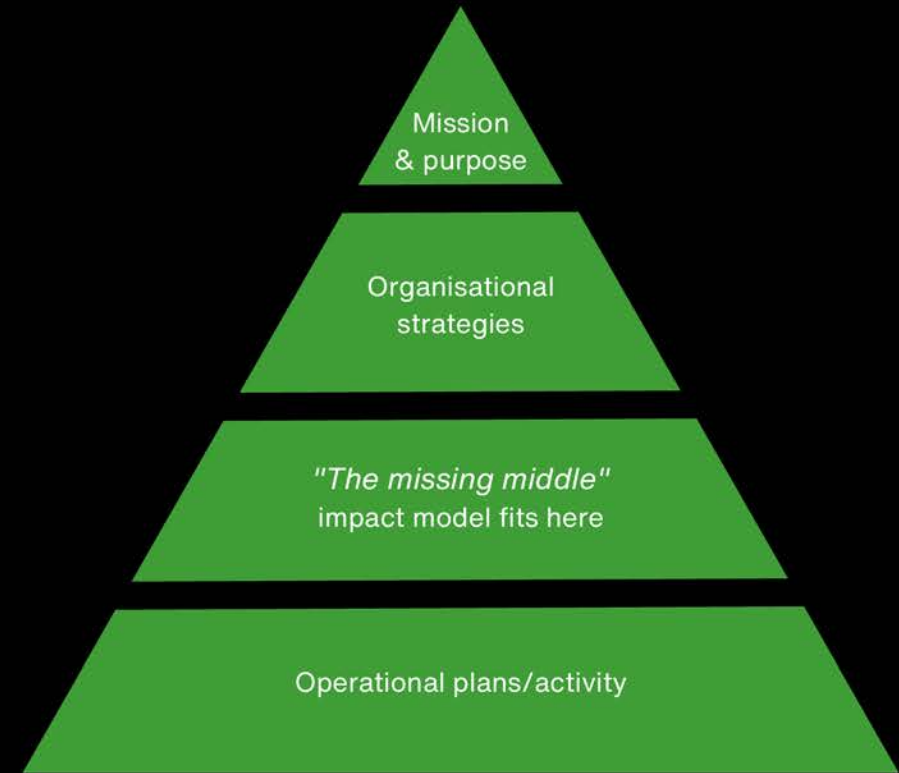 Mission
& purpose
Organisational
strategies
"The missing middle"
impact model fits here
Operational plans/activity